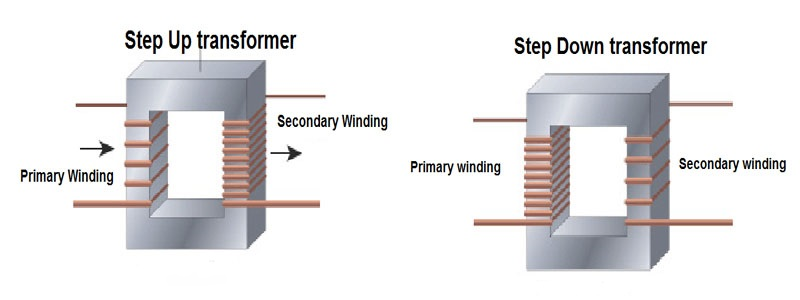 Step Up transformer
Step Down transformer
Secondary Winding
Primary Winding
Primary winding
Secondary winding